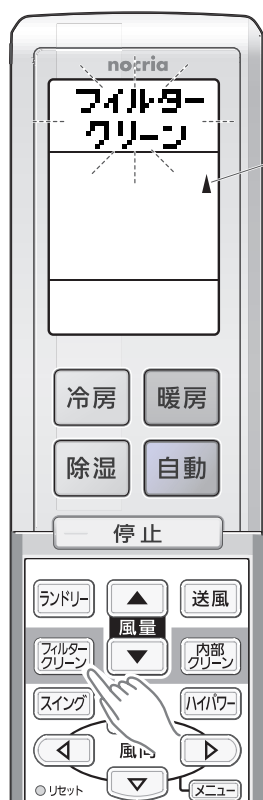 nocria
フィルター
クリーン
冷房
暖房
除湿
自動
停止
ランドリー
送風
風量
フィルター
クリーン
内部
クリーン
スイング
ハイパワー
風向
リセット
メニュー